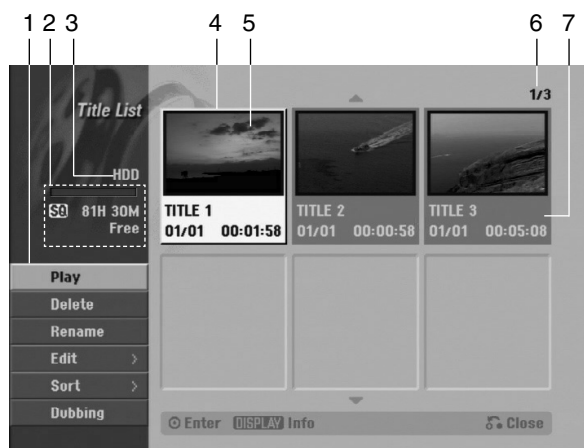 1 2 3 4 5 6 7
1/3
Title List
HDD
SQ 81H 30M
Free
TITLE 1
01/01 00:01:58
TITLE 2
01/01 00:00:58
TITLE 3
01/01 00:05:08
Play
Delete
Rename
Edit >
Sort >
Dubbing
Enter DISPLAY Info Close